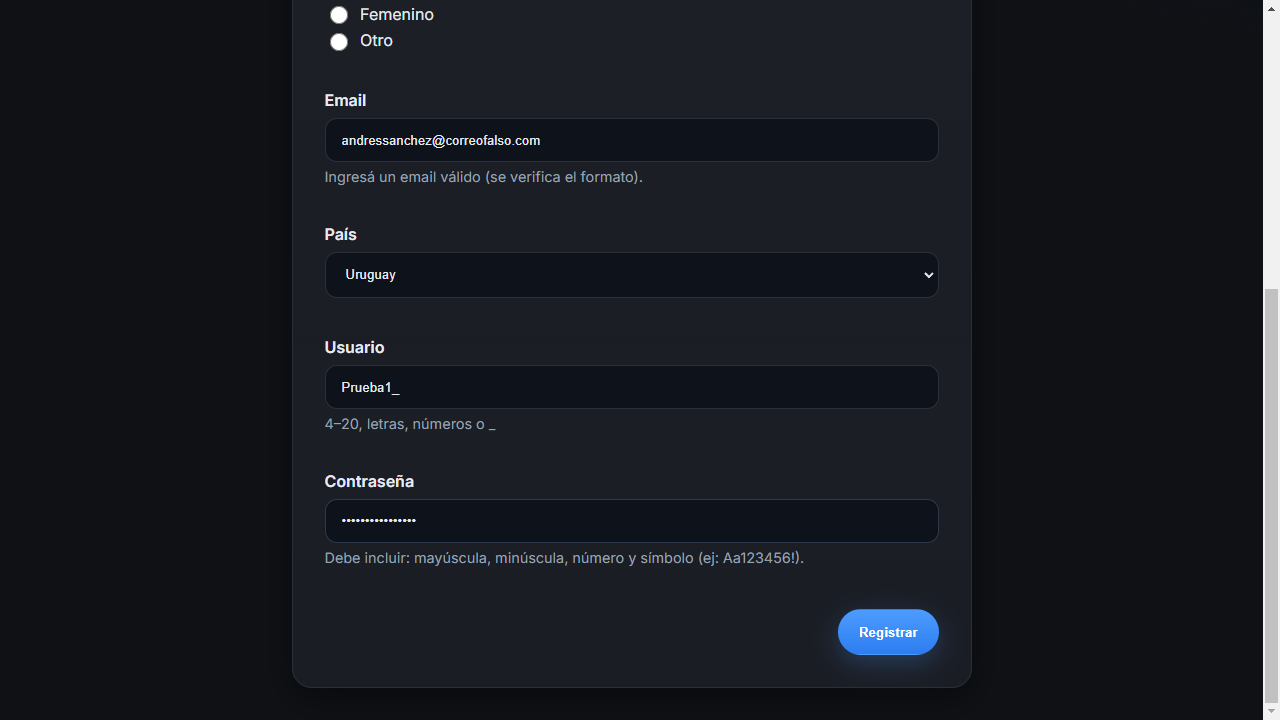 Femenino
Otro
Email
andressanchez@correofalso.com
Ingresá un email válido (se verifica el formato).
País
Uruguay
Usuario
Prueba1_
4–20, letras, números o _
Contraseña
••••••••••••••••
Debe incluir: mayúscula, minúscula, número y símbolo (ej: Aa123456!).
Registrar